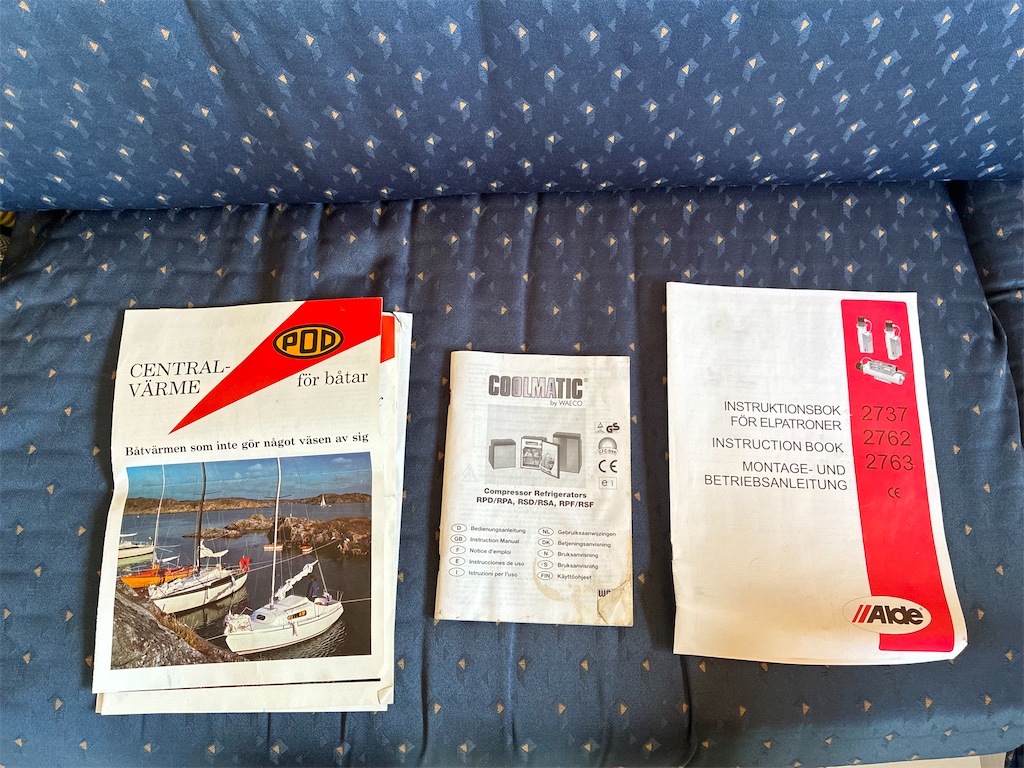 POD
CENTRAL-
VÄRME
för båtar
Båtvärmen som inte gör något väsen av sig
COOLMATIC
by WAECO
GS
CE
e1
Compressor Refrigerators
RPD/RPA, RSD/RSA, RPF/RSF
D Bedienungsanleitung
GB Instruction Manual
F Notice d'emploi
E Instrucciones de uso
I Istruzioni per l'uso
NL Gebruiksaanwijzingen
DK Betjeningsanvisning
N Bruksanvisning
S Bruksanvisning
FIN Käyttöohjeet
INSTRUKTIONSBOK
FÖR ELPATRONER
INSTRUCTION BOOK
MONTAGE- UND
BETRIEBSANLEITUNG
2737
2762
2763
CE
Alde